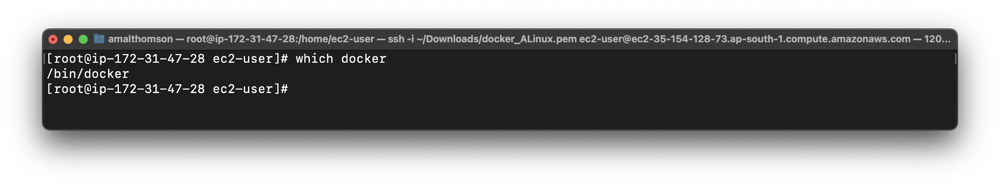 amalthomson — root@ip-172-31-47-28:/home/ec2-user — ssh -i ~/Downloads/docker_ALinux.pem ec2-user@ec2-35-154-128-73.ap-south-1.compute.amazonaws.com — 120...
[[root@ip-172-31-47-28 ec2-user]# which docker ]
/bin/docker
[root@ip-172-31-47-28 ec2-user]#